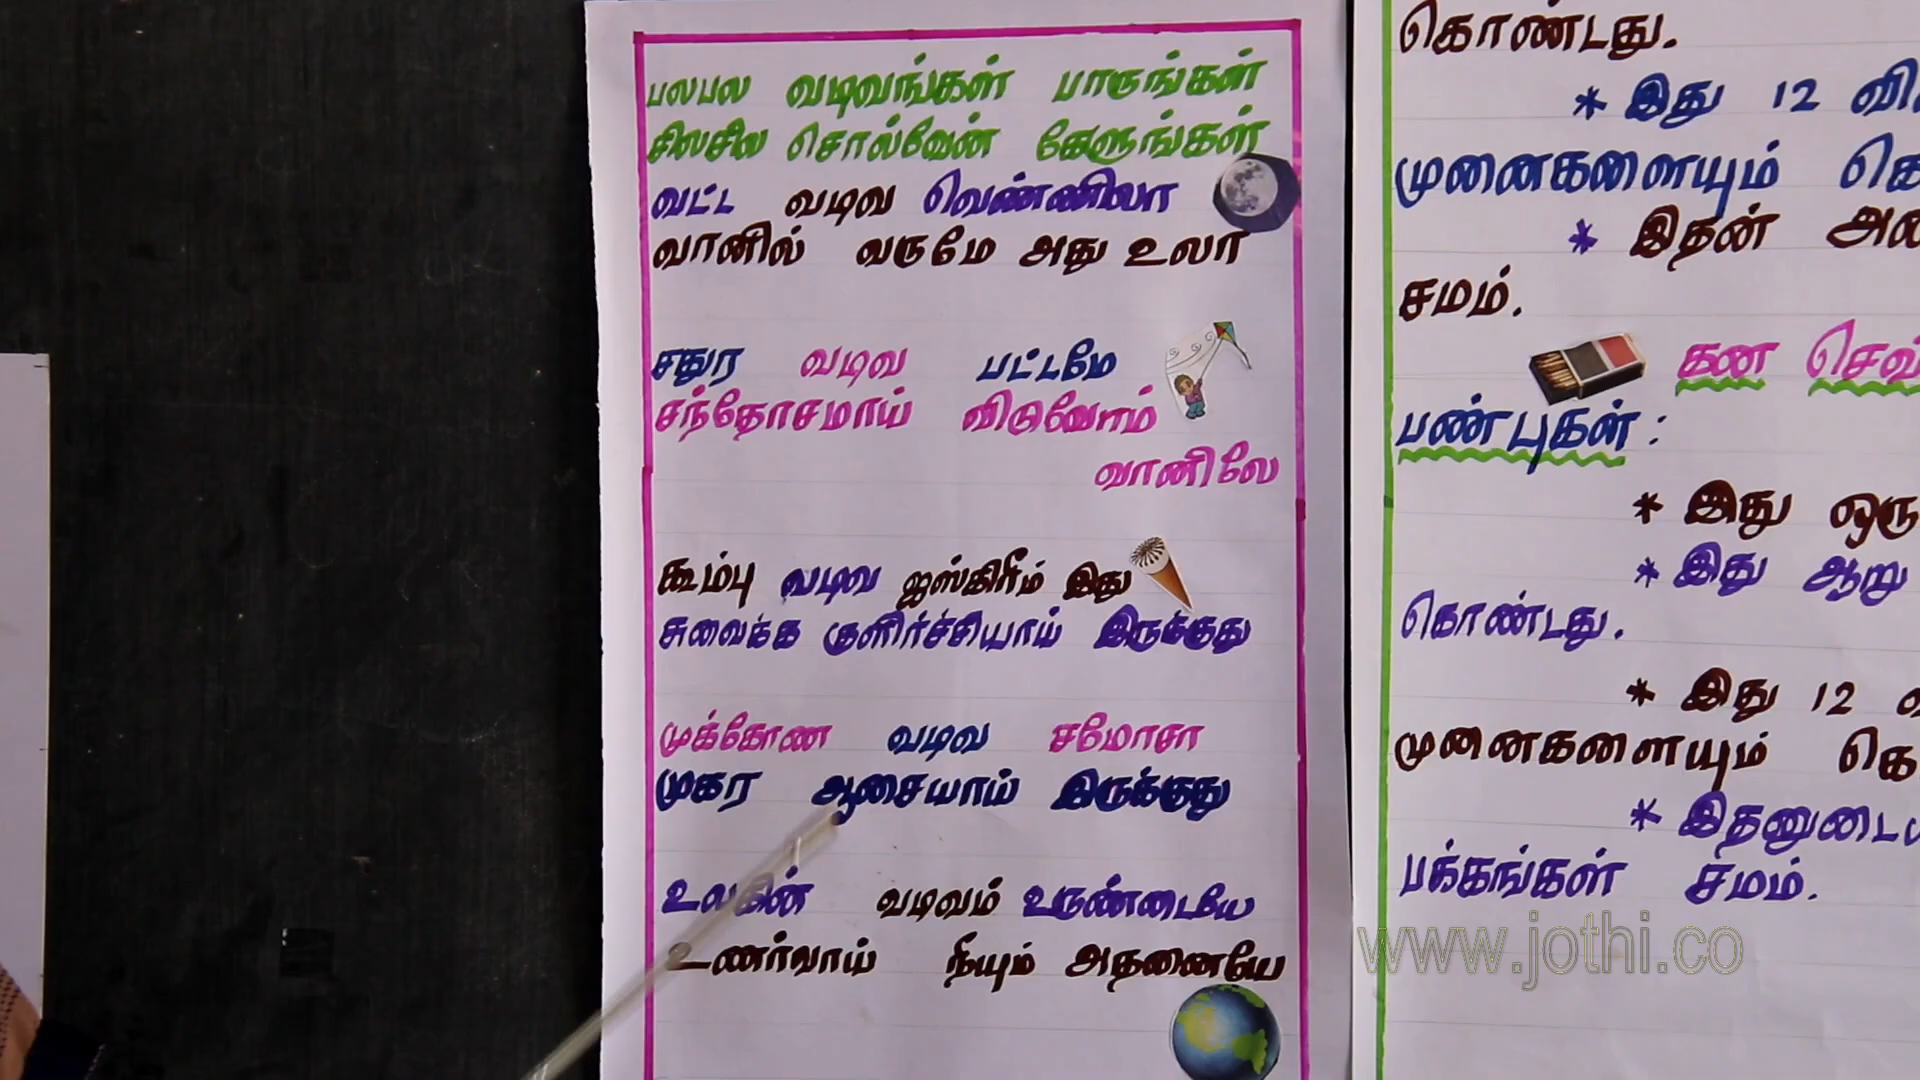 பலபல வடிவங்கள் பாருங்கள்
சிலசில சொல்வேன் கேளுங்கள்
வட்ட வடிவ வெண்ணிலா
வானில் வருமே அது உலா
சதுர வடிவ பட்டமே
சந்தோசமாய் விடுவோம்
வானிலே
கூம்பு வடிவ ஐஸ்கிரீம் இது
சுவைக்க குளிர்ச்சியாய் இருக்குது
முக்கோண வடிவ சமோசா
முகர ஆசையாய் இருக்குது
உலகின் வடிவம் உருண்டையே
உணர்வாய் நீயும் அதனையே
கொண்டது.
* இது 12
முனைகளையும்
* இதன்
சமம்.
கன
பண்புகள் :
* இது ஒரு
* இது ஆறு
கொண்டது.
* இது 12
முனைகளையும்
* இதனுடைய
பக்கங்கள் சமம்.
www.jothi.co